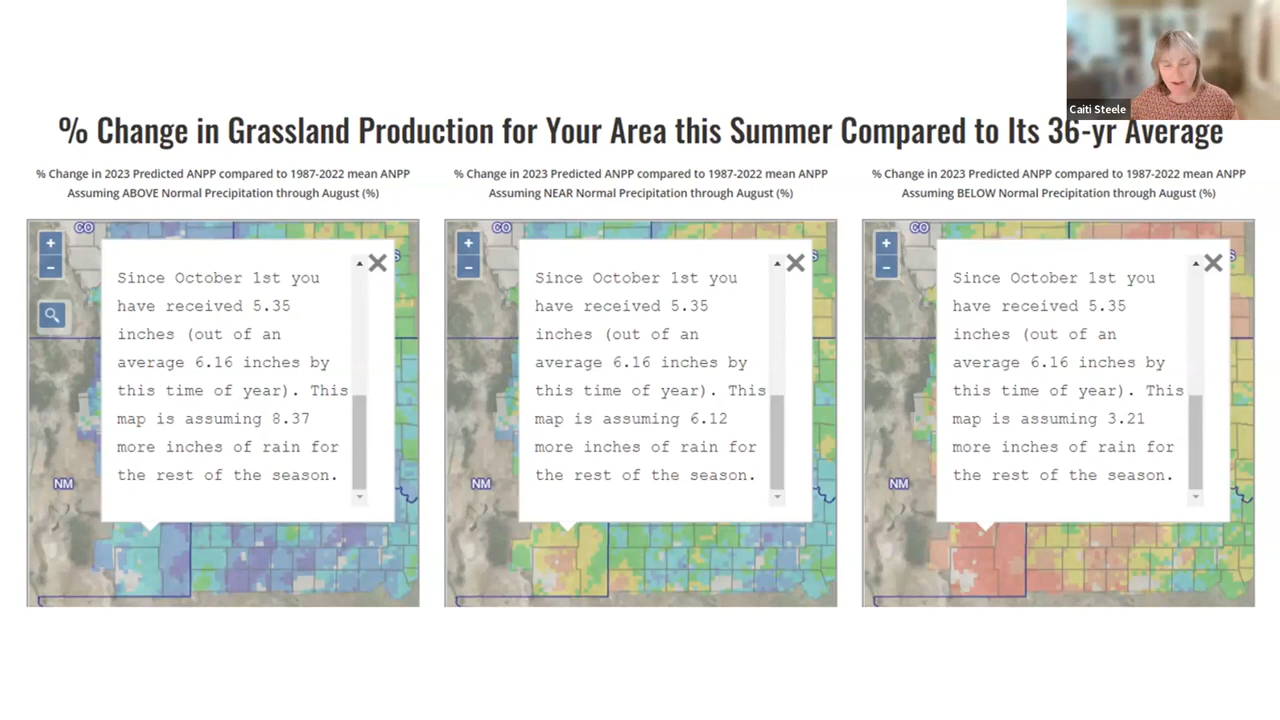 Caiti Steele
% Change in Grassland Production for Your Area this Summer Compared to Its 36-yr Average
% Change in 2023 Predicted ANPP compared to 1987-2022 mean ANPP
Assuming ABOVE Normal Precipitation through August (%)
CO
+
−
Since October 1st you
have received 5.35
inches (out of an
average 6.16 inches by
this time of year). This
map is assuming 8.37
more inches of rain for
the rest of the season.
NM
% Change in 2023 Predicted ANPP compared to 1987-2022 mean ANPP
Assuming NEAR Normal Precipitation through August (%)
CO
+
−
Since October 1st you
have received 5.35
inches (out of an
average 6.16 inches by
this time of year). This
map is assuming 6.12
more inches of rain for
the rest of the season.
NM
% Change in 2023 Predicted ANPP compared to 1987-2022 mean ANPP
Assuming BELOW Normal Precipitation through August (%)
CO
+
−
Since October 1st you
have received 5.35
inches (out of an
average 6.16 inches by
this time of year). This
map is assuming 3.21
more inches of rain for
the rest of the season.
NM